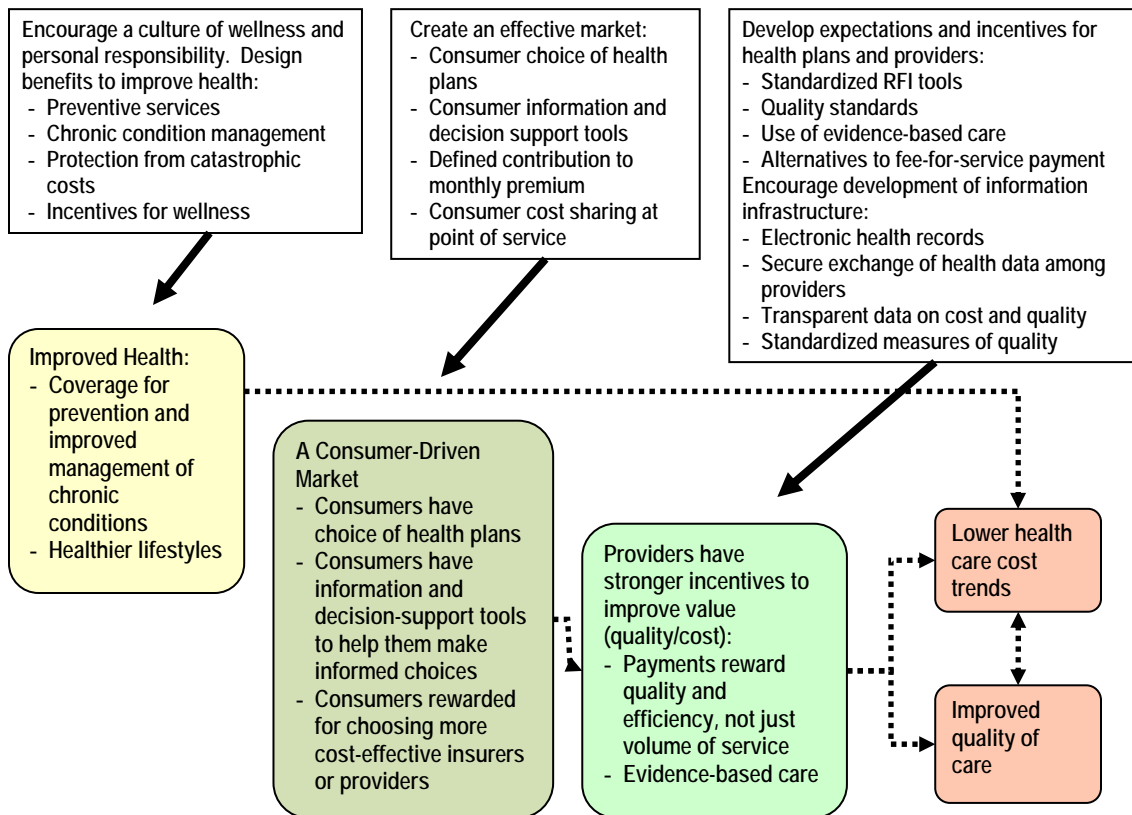 Encourage a culture of wellness and
personal responsibility.  Design
benefits to improve health:
- Preventive services
- Chronic condition management
- Protection from catastrophic
costs
- Incentives for wellness
Create an effective market:
- Consumer choice of health
plans
- Consumer information and
decision support tools
- Defined contribution to
monthly premium
- Consumer cost sharing at
point of service
Develop expectations and incentives for
health plans and providers:
- Standardized RFI tools
- Quality standards
- Use of evidence-based care
- Alternatives to fee-for-service payment
Encourage development of information
infrastructure:
- Electronic health records
- Secure exchange of health data among
providers
- Transparent data on cost and quality
- Standardized measures of quality
Improved Health:
- Coverage for
prevention and
improved
management of
chronic
conditions
- Healthier lifestyles
A Consumer-Driven
Market
- Consumers have
choice of health plans
- Consumers have
information and
decision-support tools
to help them make
informed choices
- Consumers rewarded
for choosing more
cost-effective insurers
or providers
Providers have
stronger incentives to
improve value
(quality/cost):
- Payments reward
quality and
efficiency, not just
volume of service
- Evidence-based care
Lower health
care cost
trends
Improved
quality of
care